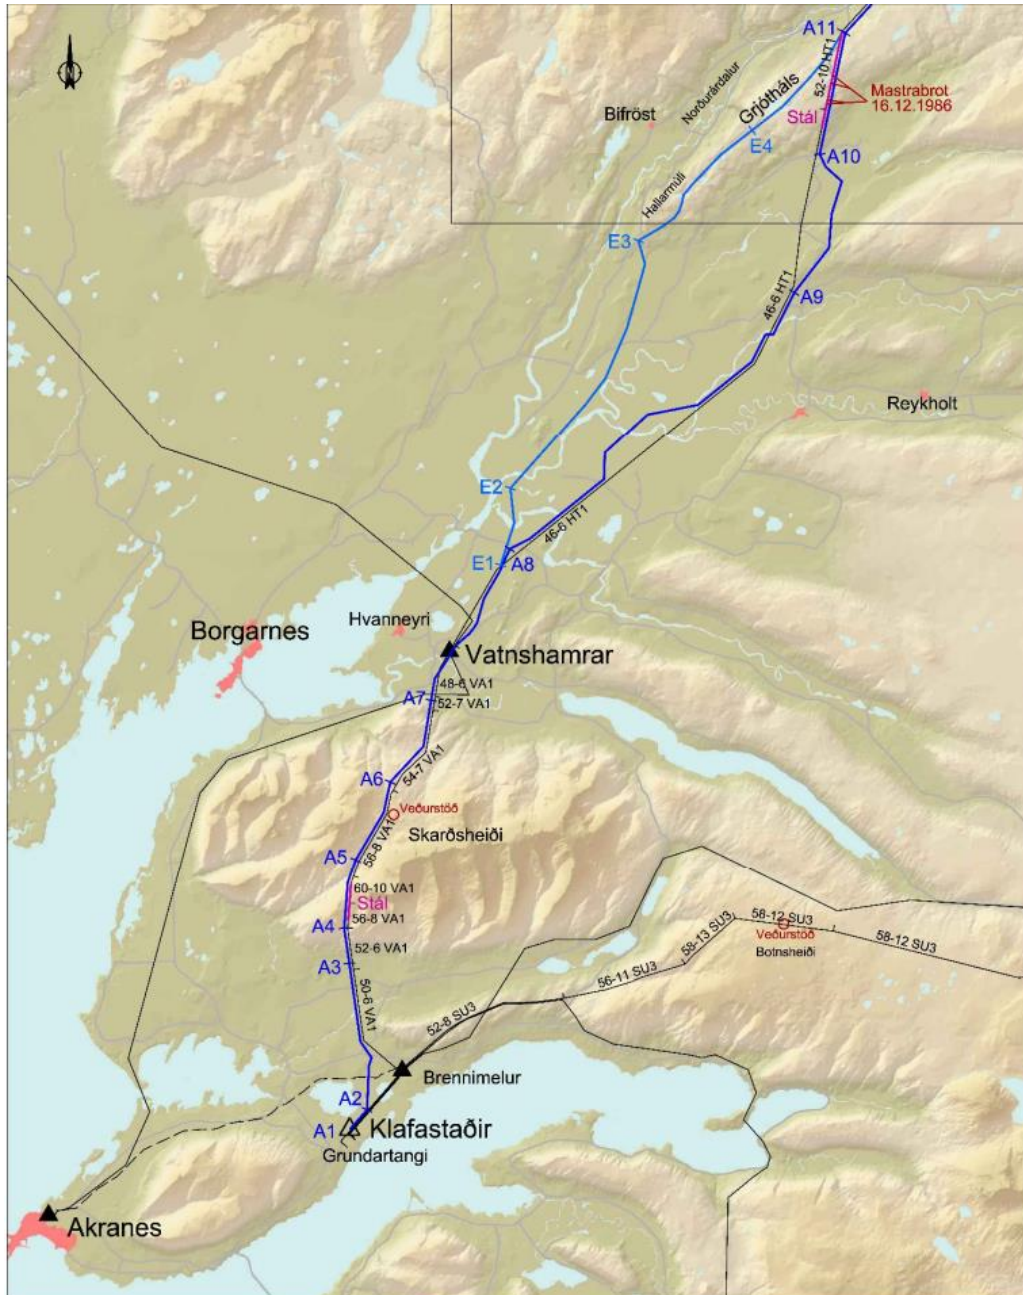 A11
52-10 HT1
Mastrabrot
16.12.1986
Norðurárdalur
Grjótháls
Bifröst
Stál
E4
A10
Hallarmúli
E3
46-6 HT1
A9
Reykholt
E2
46-6 HT1
E1
A8
Hvanneyri
Borgarnes
Vatnshamrar
48-6 VA1
A7
52-7 VA1
54-7 VA1
A6
Veðurstöð
Skarðsheiði
56-8 VA1
A5
60-10 VA1
Stál
56-8 VA1
A4
52-6 VA1
A3
50-6 VA1
58-12 SU3
Veðurstöð
58-13 SU3
58-12 SU3
Botnsheiði
56-11 SU3
52-8 SU3
Brennimelur
A2
A1
Klafastaðir
Grundartangi
Akranes